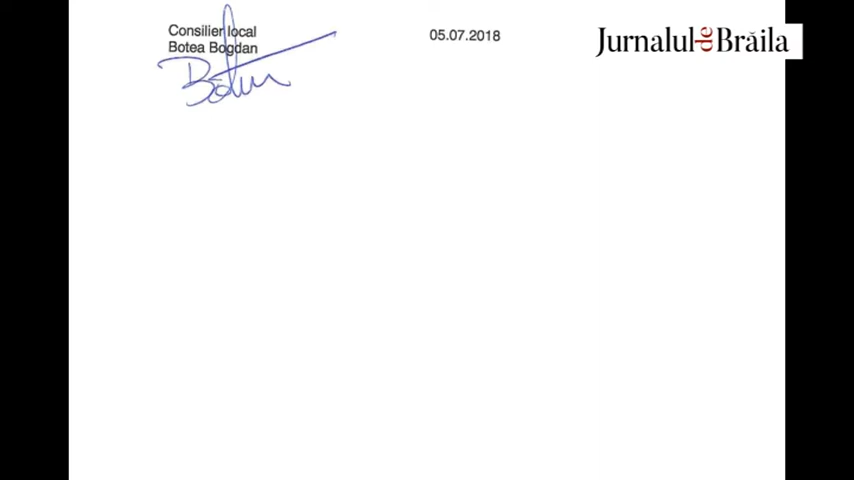 Consilier local
Botea Bogdan
05.07.2018
Jurnalul de Brăila